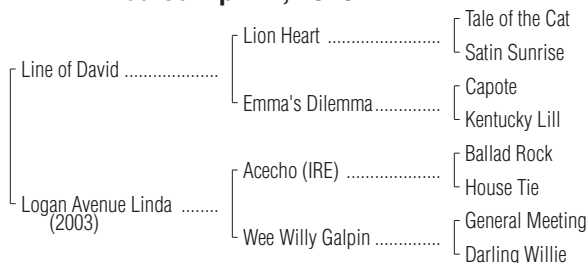 Tale of the Cat
Lion Heart ........................
Satin Sunrise
Line of David .....................
Capote
Emma's Dilemma ..............
Kentucky Lill
Ballad Rock
Acecho (IRE) .....................
House Tie
Logan Avenue Linda ........
(2003)
General Meeting
Wee Willy Galpin ...............
Darling Willie